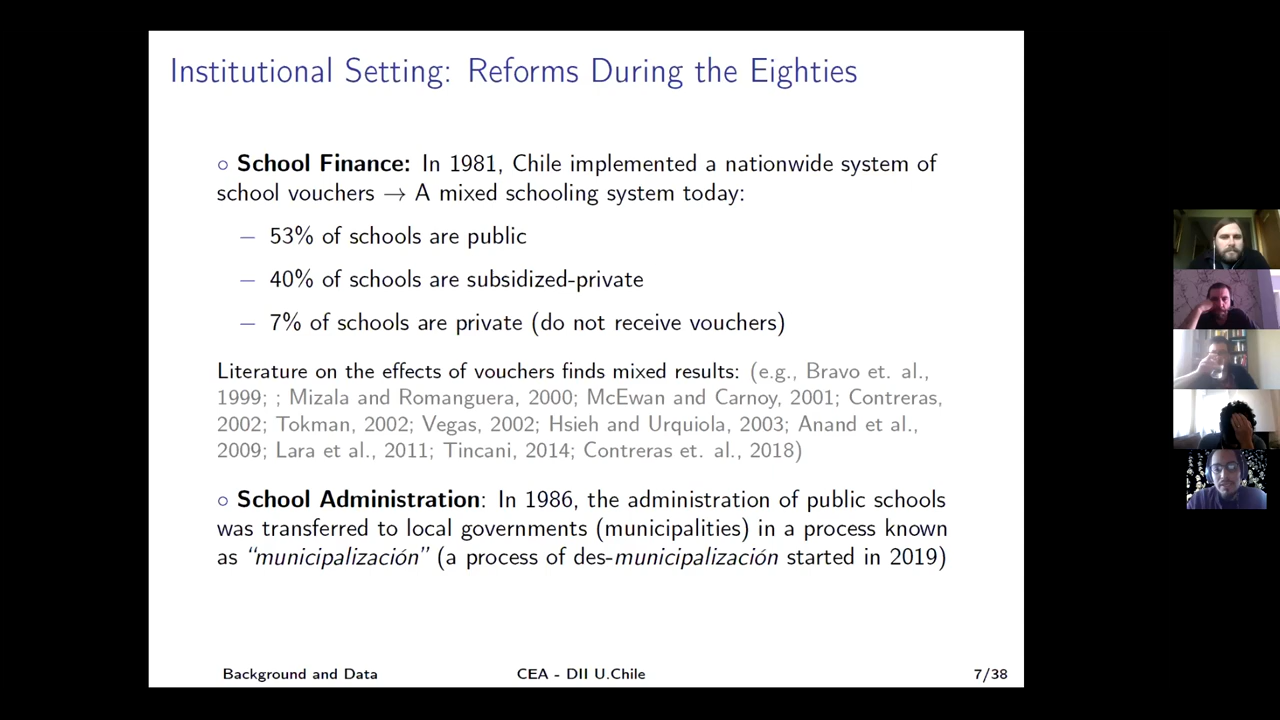 Institutional Setting: Reforms During the Eighties
◦ School Finance: In 1981, Chile implemented a nationwide system of
school vouchers → A mixed schooling system today:
– 53% of schools are public
– 40% of schools are subsidized-private
– 7% of schools are private (do not receive vouchers)
Literature on the effects of vouchers finds mixed results: (e.g., Bravo et. al.,
1999; ; Mizala and Romanguera, 2000; McEwan and Carnoy, 2001; Contreras,
2002; Tokman, 2002; Vegas, 2002; Hsieh and Urquiola, 2003; Anand et al.,
2009; Lara et al., 2011; Tincani, 2014; Contreras et. al., 2018)
◦ School Administration: In 1986, the administration of public schools
was transferred to local governments (municipalities) in a process known
as “municipalización” (a process of des-municipalización started in 2019)
Background and Data CEA - DII U.Chile 7/38